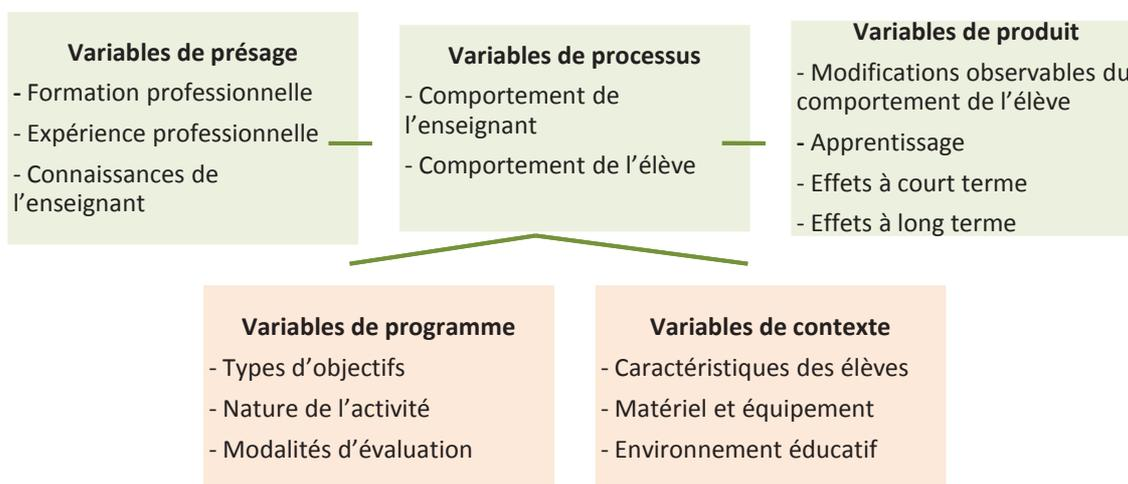 Variables de présage
- Formation professionnelle
- Expérience professionnelle
- Connaissances de
l’enseignant
Variables de processus
- Comportement de
l’enseignant
- Comportement de l’élève
Variables de produit
- Modifications observables du
comportement de l’élève
- Apprentissage
- Effets à court terme
- Effets à long terme
Variables de programme
- Types d’objectifs
- Nature de l’activité
- Modalités d’évaluation
Variables de contexte
- Caractéristiques des élèves
- Matériel et équipement
- Environnement éducatif